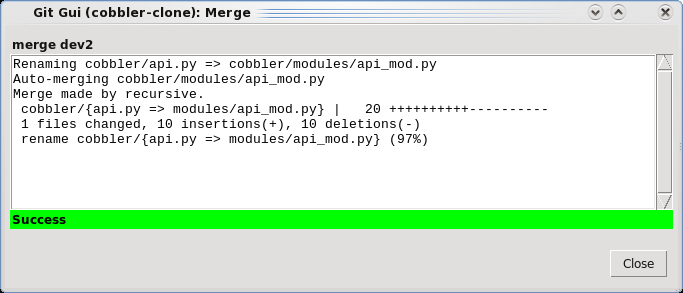 Git Gui (cobbler-clone): Merge
merge dev2
Renaming cobbler/api.py => cobbler/modules/api_mod.py
Auto-merging cobbler/modules/api_mod.py
Merge made by recursive.
 cobbler/{api.py => modules/api_mod.py} |   20 ++++++++++----------
 1 files changed, 10 insertions(+), 10 deletions(-)
 rename cobbler/{api.py => modules/api_mod.py} (97%)
Success
Close